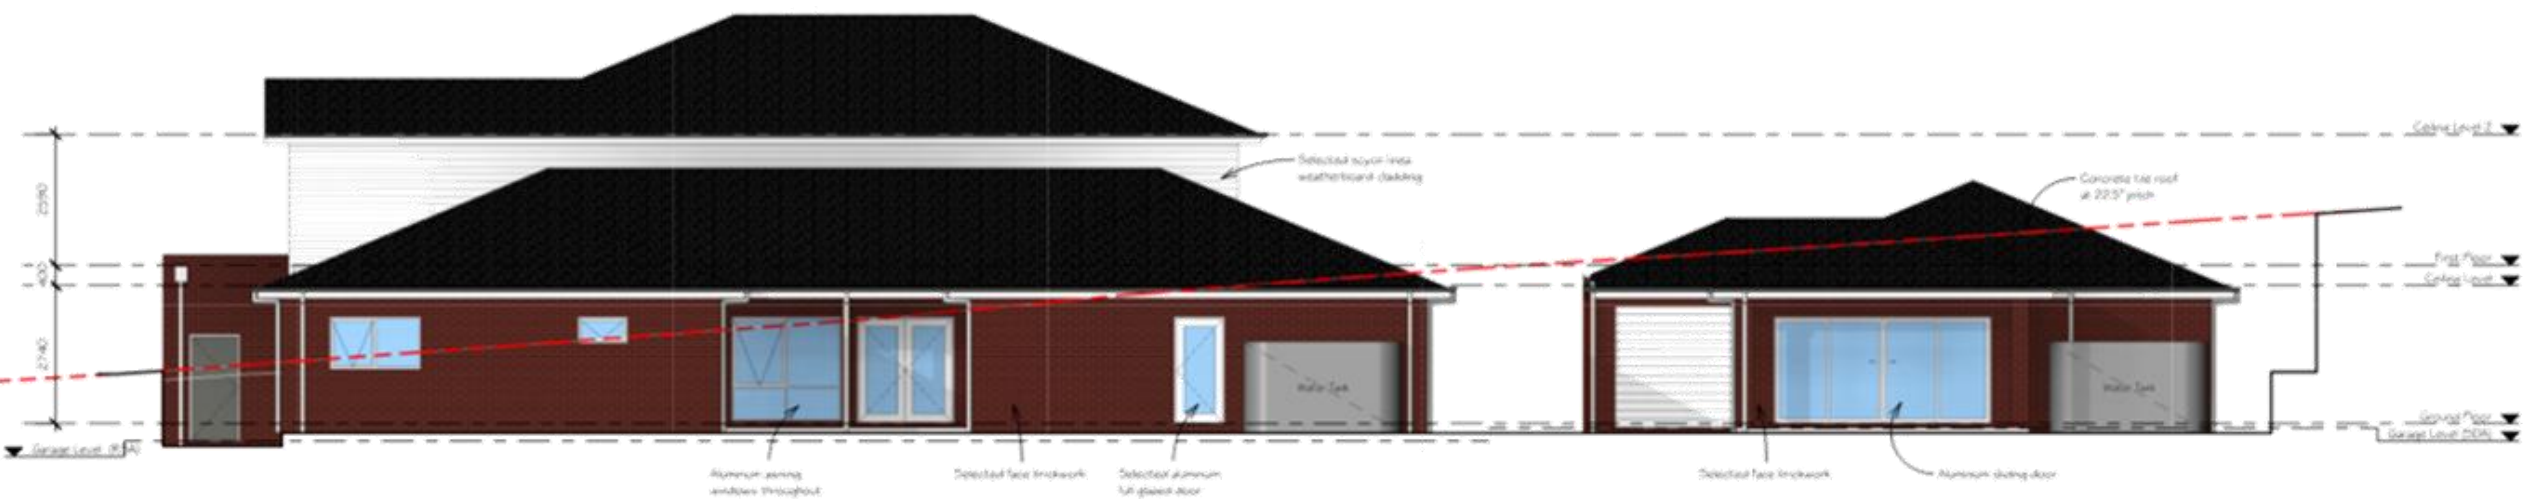 Ceiling Level 2
Selected scyon linea
weatherboard cladding
Concrete tile roof
at 22.5° pitch
2590
First Floor
400
Ceiling Level
2740
Water Tank
Water Tank
Ground Floor
Garage Level
Garage Level (SDA)
Aluminium awning
windows throughout
Selected face brickwork
Selected aluminium
full glazed door
Selected face brickwork
Aluminium sliding door